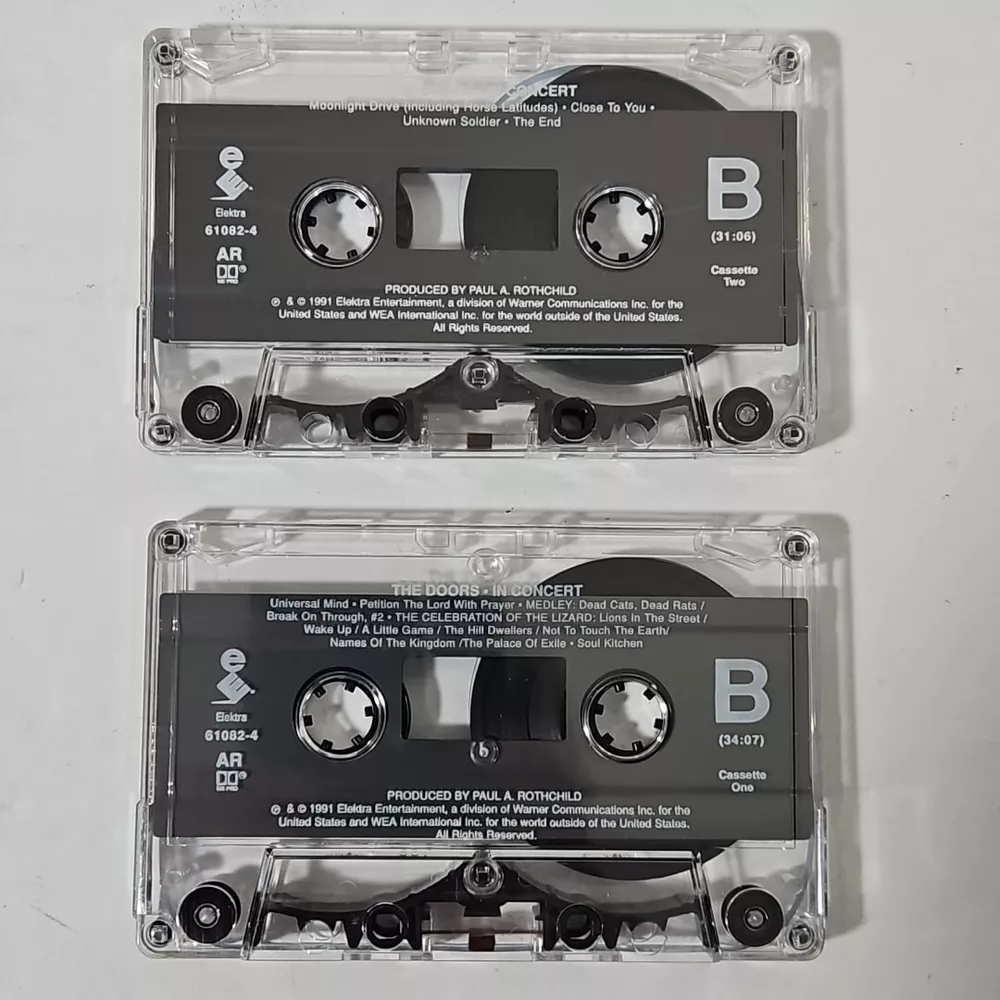 CONCERT
Moonlight Drive (including Horse Latitudes) • Close To You •
Unknown Soldier • The End
e
Elektra
61082-4
AR
B
(31:06)
Cassette
Two
PRODUCED BY PAUL A. ROTHCHILD
℗ & © 1991 Elektra Entertainment, a division of Warner Communications Inc. for the
United States and WEA International Inc. for the world outside of the United States.
All Rights Reserved.
THE DOORS • IN CONCERT
Universal Mind • Petition The Lord With Prayer • MEDLEY: Dead Cats, Dead Rats /
Break On Through, #2 • THE CELEBRATION OF THE LIZARD: Lions In The Street /
Wake Up / A Little Game / The Hill Dwellers / Not To Touch The Earth/
Names Of The Kingdom /The Palace Of Exile • Soul Kitchen
e
Elektra
61082-4
AR
B
(34:07)
Cassette
One
PRODUCED BY PAUL A. ROTHCHILD
℗ & © 1991 Elektra Entertainment, a division of Warner Communications Inc. for the
United States and WEA International Inc. for the world outside of the United States.
All Rights Reserved.